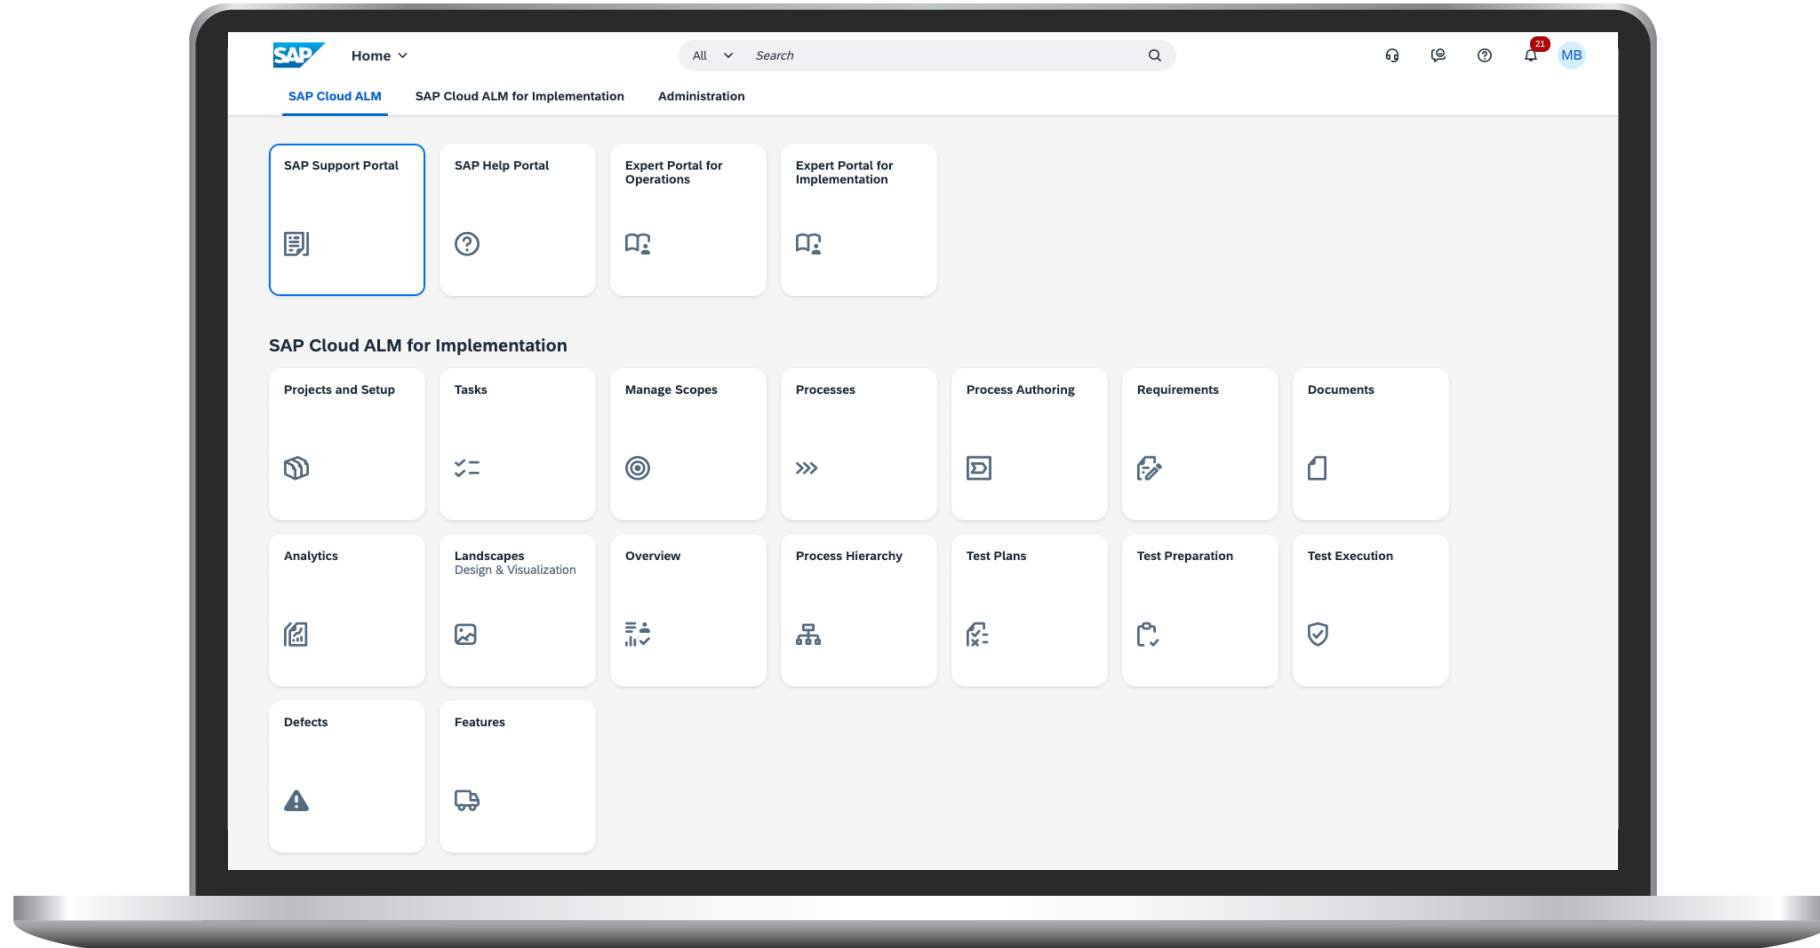 SAP
Home
All
Search
21
MB
SAP Cloud ALM
SAP Cloud ALM for Implementation
Administration
SAP Support Portal
SAP Help Portal
Expert Portal for
Operations
Expert Portal for
Implementation
SAP Cloud ALM for Implementation
Projects and Setup
Tasks
Manage Scopes
Processes
Process Authoring
Requirements
Documents
Analytics
Landscapes
Design & Visualization
Overview
Process Hierarchy
Test Plans
Test Preparation
Test Execution
Defects
Features